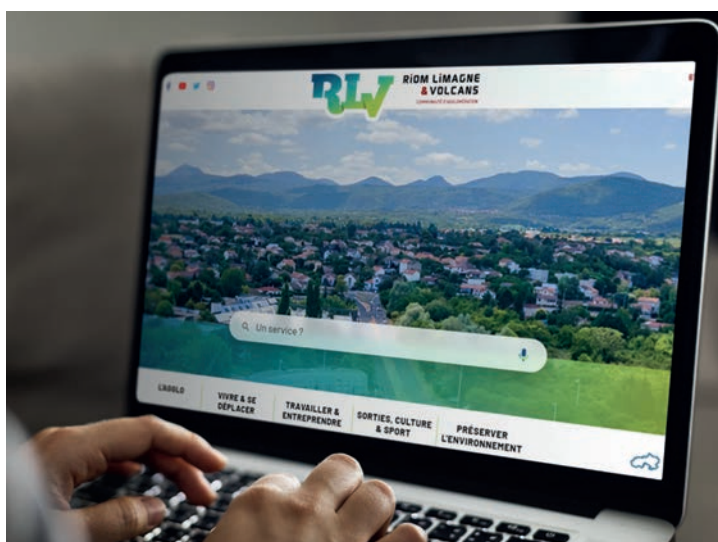 RLV
RIOM LIMAGNE
& VOLCANS
COMMUNAUTÉ D'AGGLOMÉRATION
Un service ?
L'AGGLO
VIVRE & SE
DÉPLACER
TRAVAILLER &
ENTREPRENDRE
SORTIES, CULTURE
& SPORT
PRÉSERVER
L'ENVIRONNEMENT